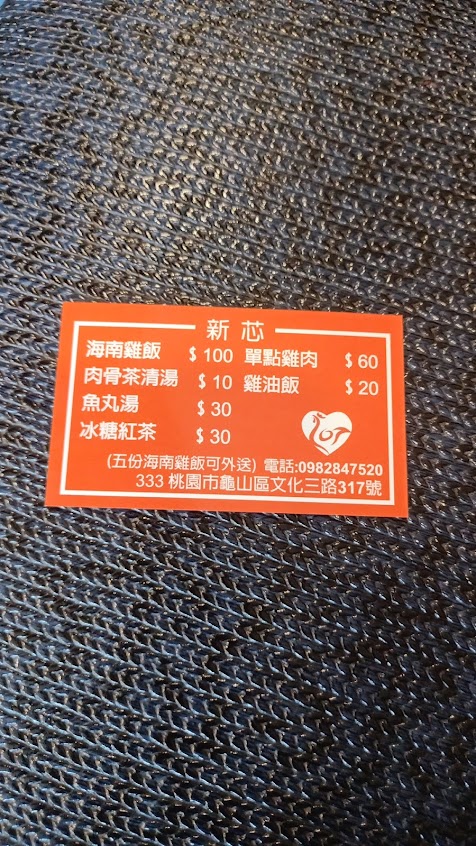 新芯
海南雞飯 $100 單點雞肉 $60
肉骨茶清湯 $10 雞油飯 $20
魚丸湯 $30
冰糖紅茶 $30
(五份海南雞飯可外送) 電話:0982847520
333 桃園市龜山區文化三路317號